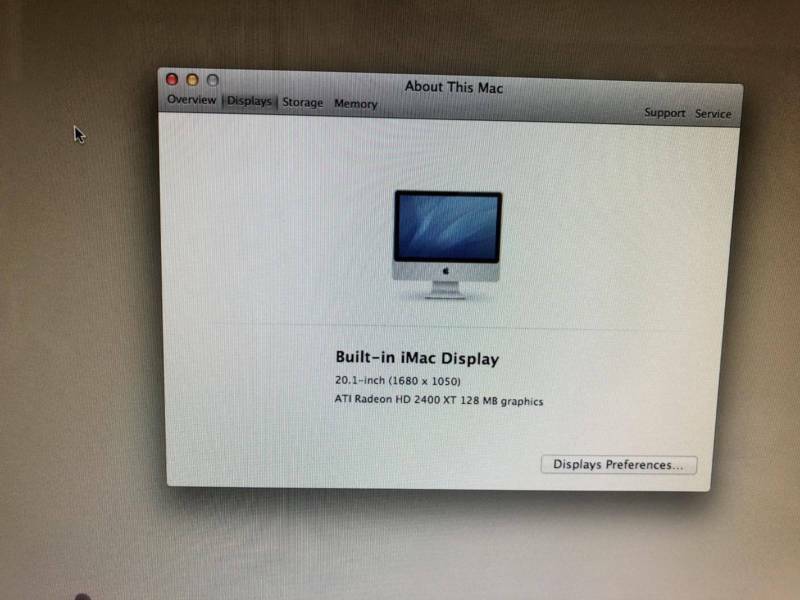 About This Mac
Overview Displays Storage Memory Support Service
Built-in iMac Display
20.1-inch (1680 x 1050)
ATI Radeon HD 2400 XT 128 MB graphics
Displays Preferences...